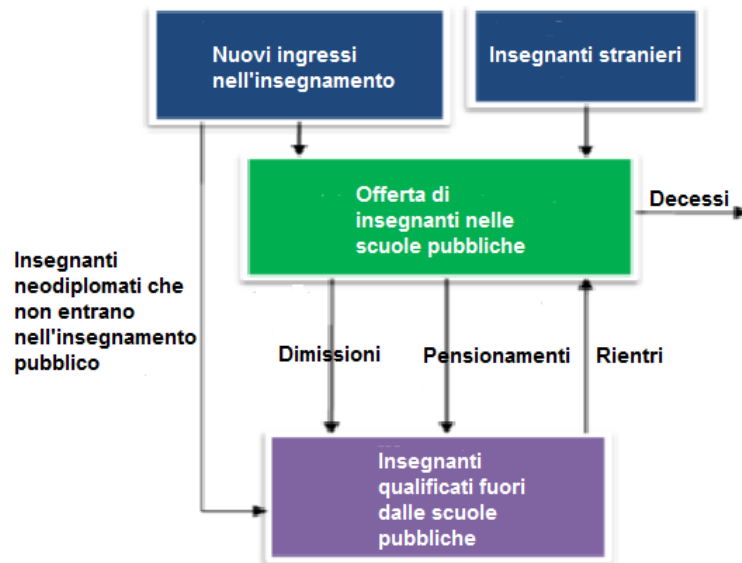 Nuovi ingressi
nell'insegnamento
Insegnanti stranieri
Offerta di
insegnanti nelle
scuole pubbliche
Decessi
Insegnanti
neodiplomati che
non entrano
nell'insegnamento
pubblico
Dimissioni
Pensionamenti
Rientri
Insegnanti
qualificati fuori
dalle scuole
pubbliche